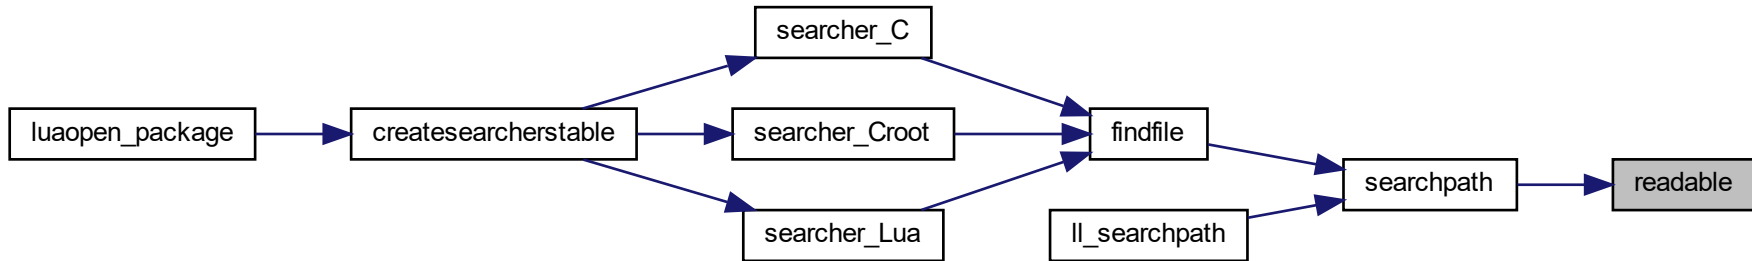 luaopen_package
createsearcherstable
searcher_C
searcher_Croot
searcher_Lua
findfile
ll_searchpath
searchpath
readable